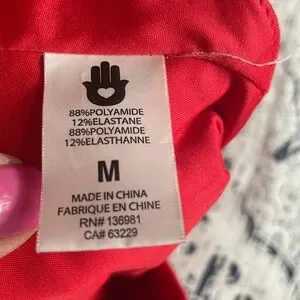 88%POLYAMIDE
12%ELASTANE
88%POLYAMIDE
12%ELASTHANNE
M
MADE IN CHINA
FABRIQUE EN CHINE
RN# 136981
CA# 63229